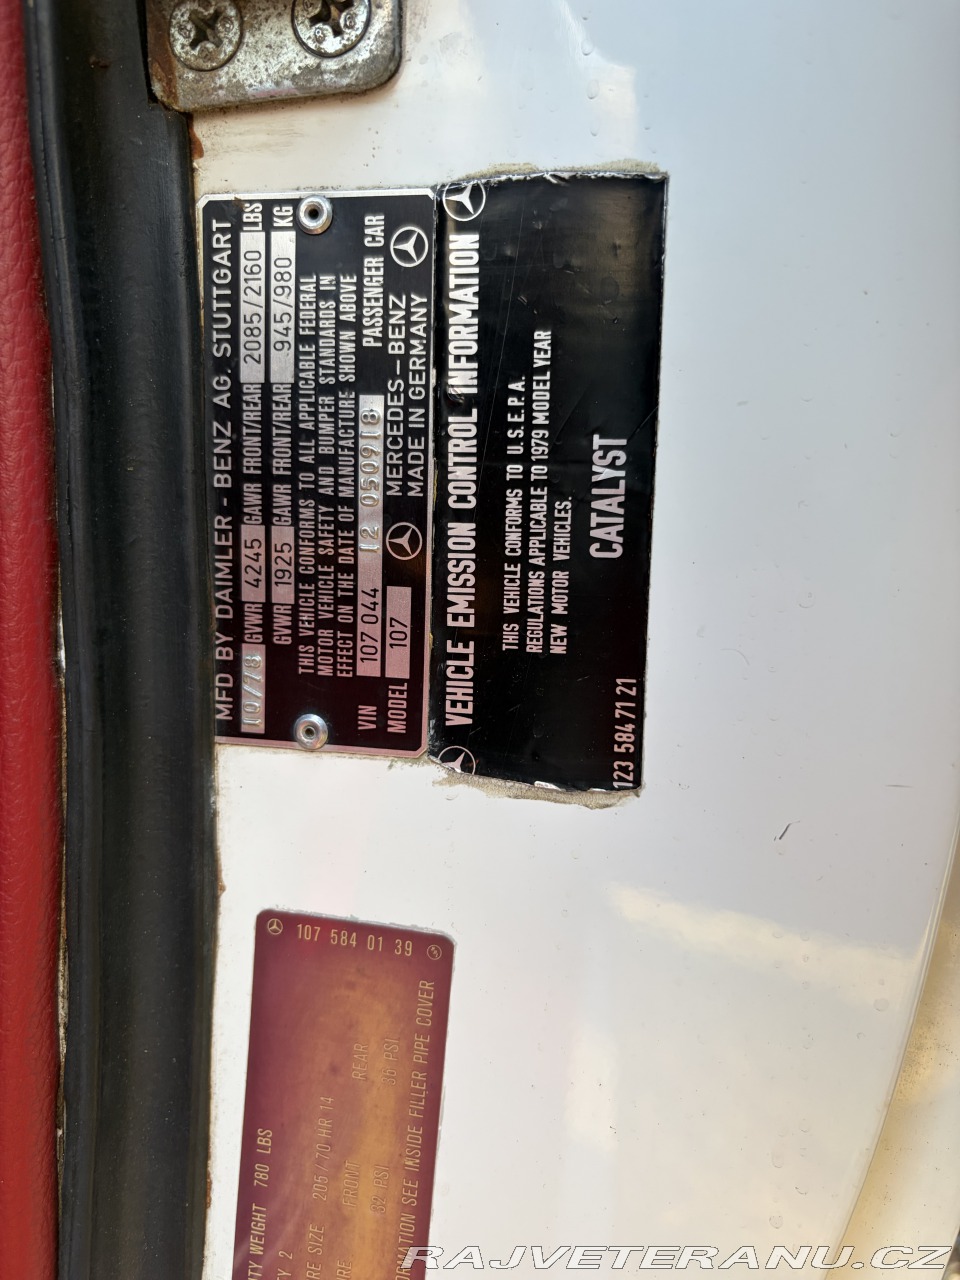 MFD BY DAIMLER - BENZ AG. STUTTGART
10/78 GVWR 4245 GAWR FRONT/REAR 2085/2160 LBS
GVWR 1925 GAWR FRONT/REAR 945/980 KG
THIS VEHICLE CONFORMS TO ALL APPLICABLE FEDERAL
MOTOR VEHICLE SAFETY AND BUMPER STANDARDS IN
EFFECT ON THE DATE OF MANUFACTURE SHOWN ABOVE
VIN 107 044 12 050918 PASSENGER CAR
MODEL 107 MERCEDES-BENZ
MADE IN GERMANY
VEHICLE EMISSION CONTROL INFORMATION
THIS VEHICLE CONFORMS TO U.S.E.P.A.
REGULATIONS APPLICABLE TO 1979 MODEL YEAR
NEW MOTOR VEHICLES.
CATALYST
123 584 71 21
107 584 01 39
WEIGHT 780 LBS
2
SIZE 205/70 HR 14
FRONT REAR
32 PSI 36 PSI
SEE INSIDE FILLER PIPE COVER
RAJVETERANU.CZ